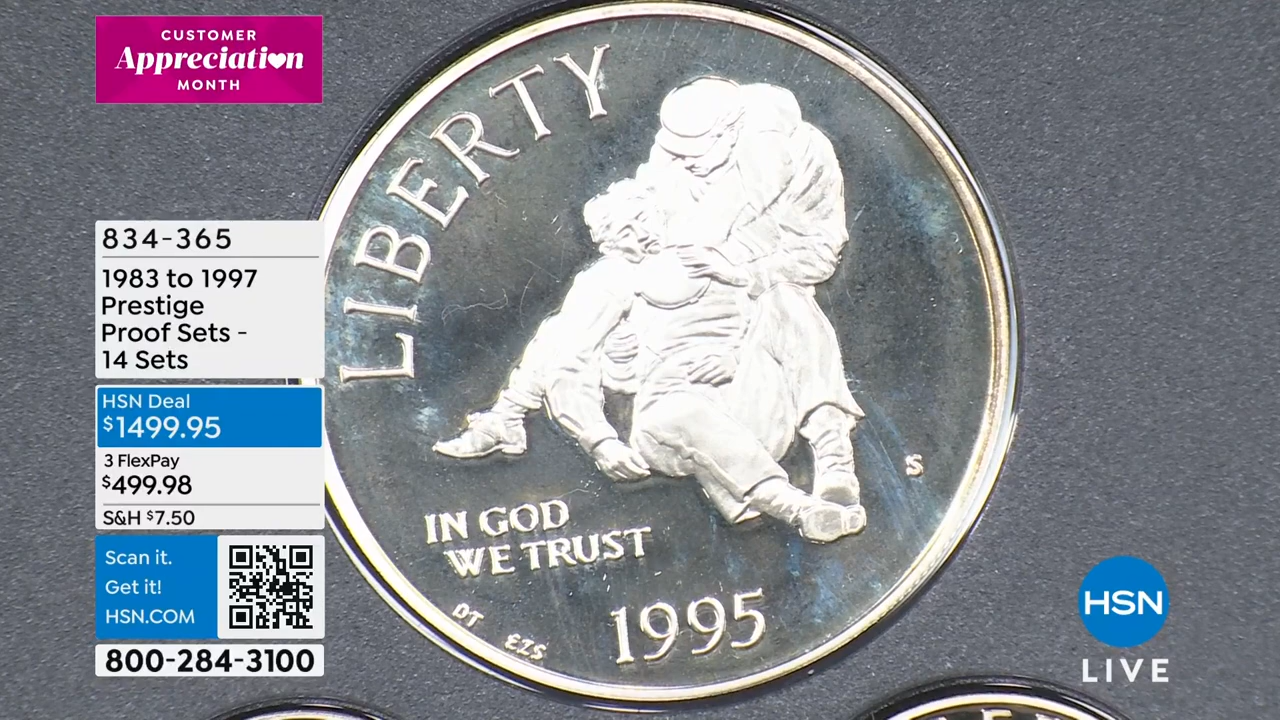 CUSTOMER
Appreciation
MONTH
834-365
1983 to 1997
Prestige
Proof Sets -
14 Sets
HSN Deal
$1499.95
3 FlexPay
$499.98
S&H $7.50
Scan it.
Get it!
HSN.COM
800-284-3100
LIBERTY
S
IN GOD
WE TRUST
DT
EZS
1995
HSN
LIVE